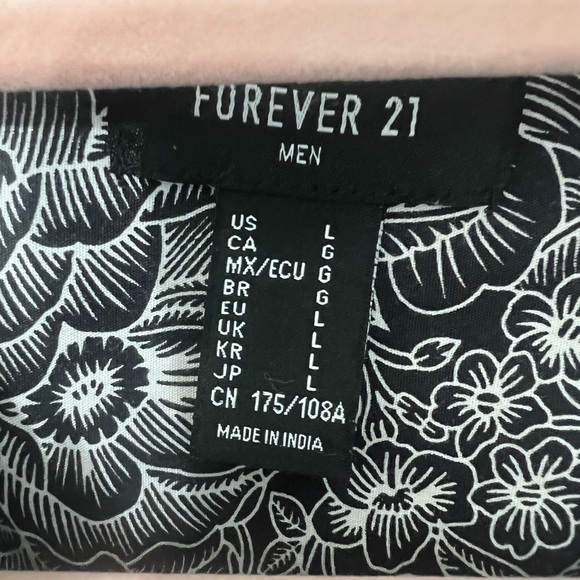 FOREVER 21
MEN
US L
CA G
MX/ECU G
BR G
EU L
UK L
KR L
JP L
CN 175/108A
MADE IN INDIA